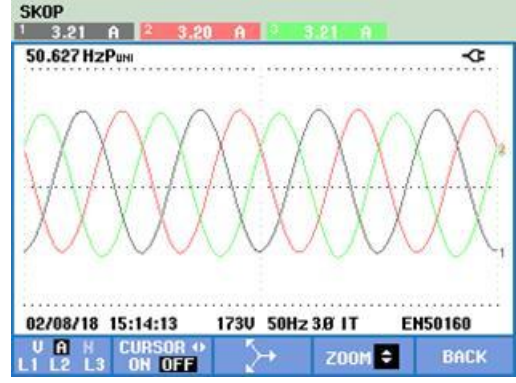 SKOP
1 3.21 A 2 3.20 A 3 3.21 A
50.627 HzPUNI
2
1
02/08/18 15:14:13 173V 50Hz 3Ø IT EN50160
V A H CURSOR ZOOM BACK
L1 L2 L3 ON OFF